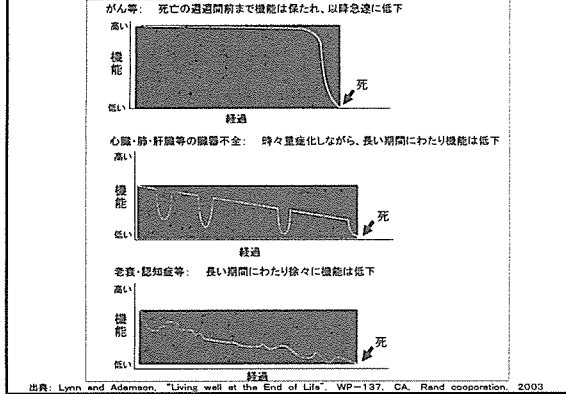 がん等: 死亡の週週間前まで機能は保たれ、以降急速に低下
高い
機能
低い
死
経過
心臓・肺・肝臓等の臓器不全: 時々重症化しながら、長い期間にわたり機能は低下
高い
機能
低い
死
経過
老衰・認知症等: 長い期間にわたり徐々に機能は低下
高い
機能
低い
死
経過
出典: Lynn and Adamson, "Living well at the End of Life", WP-137, CA, Rand cooporation, 2003